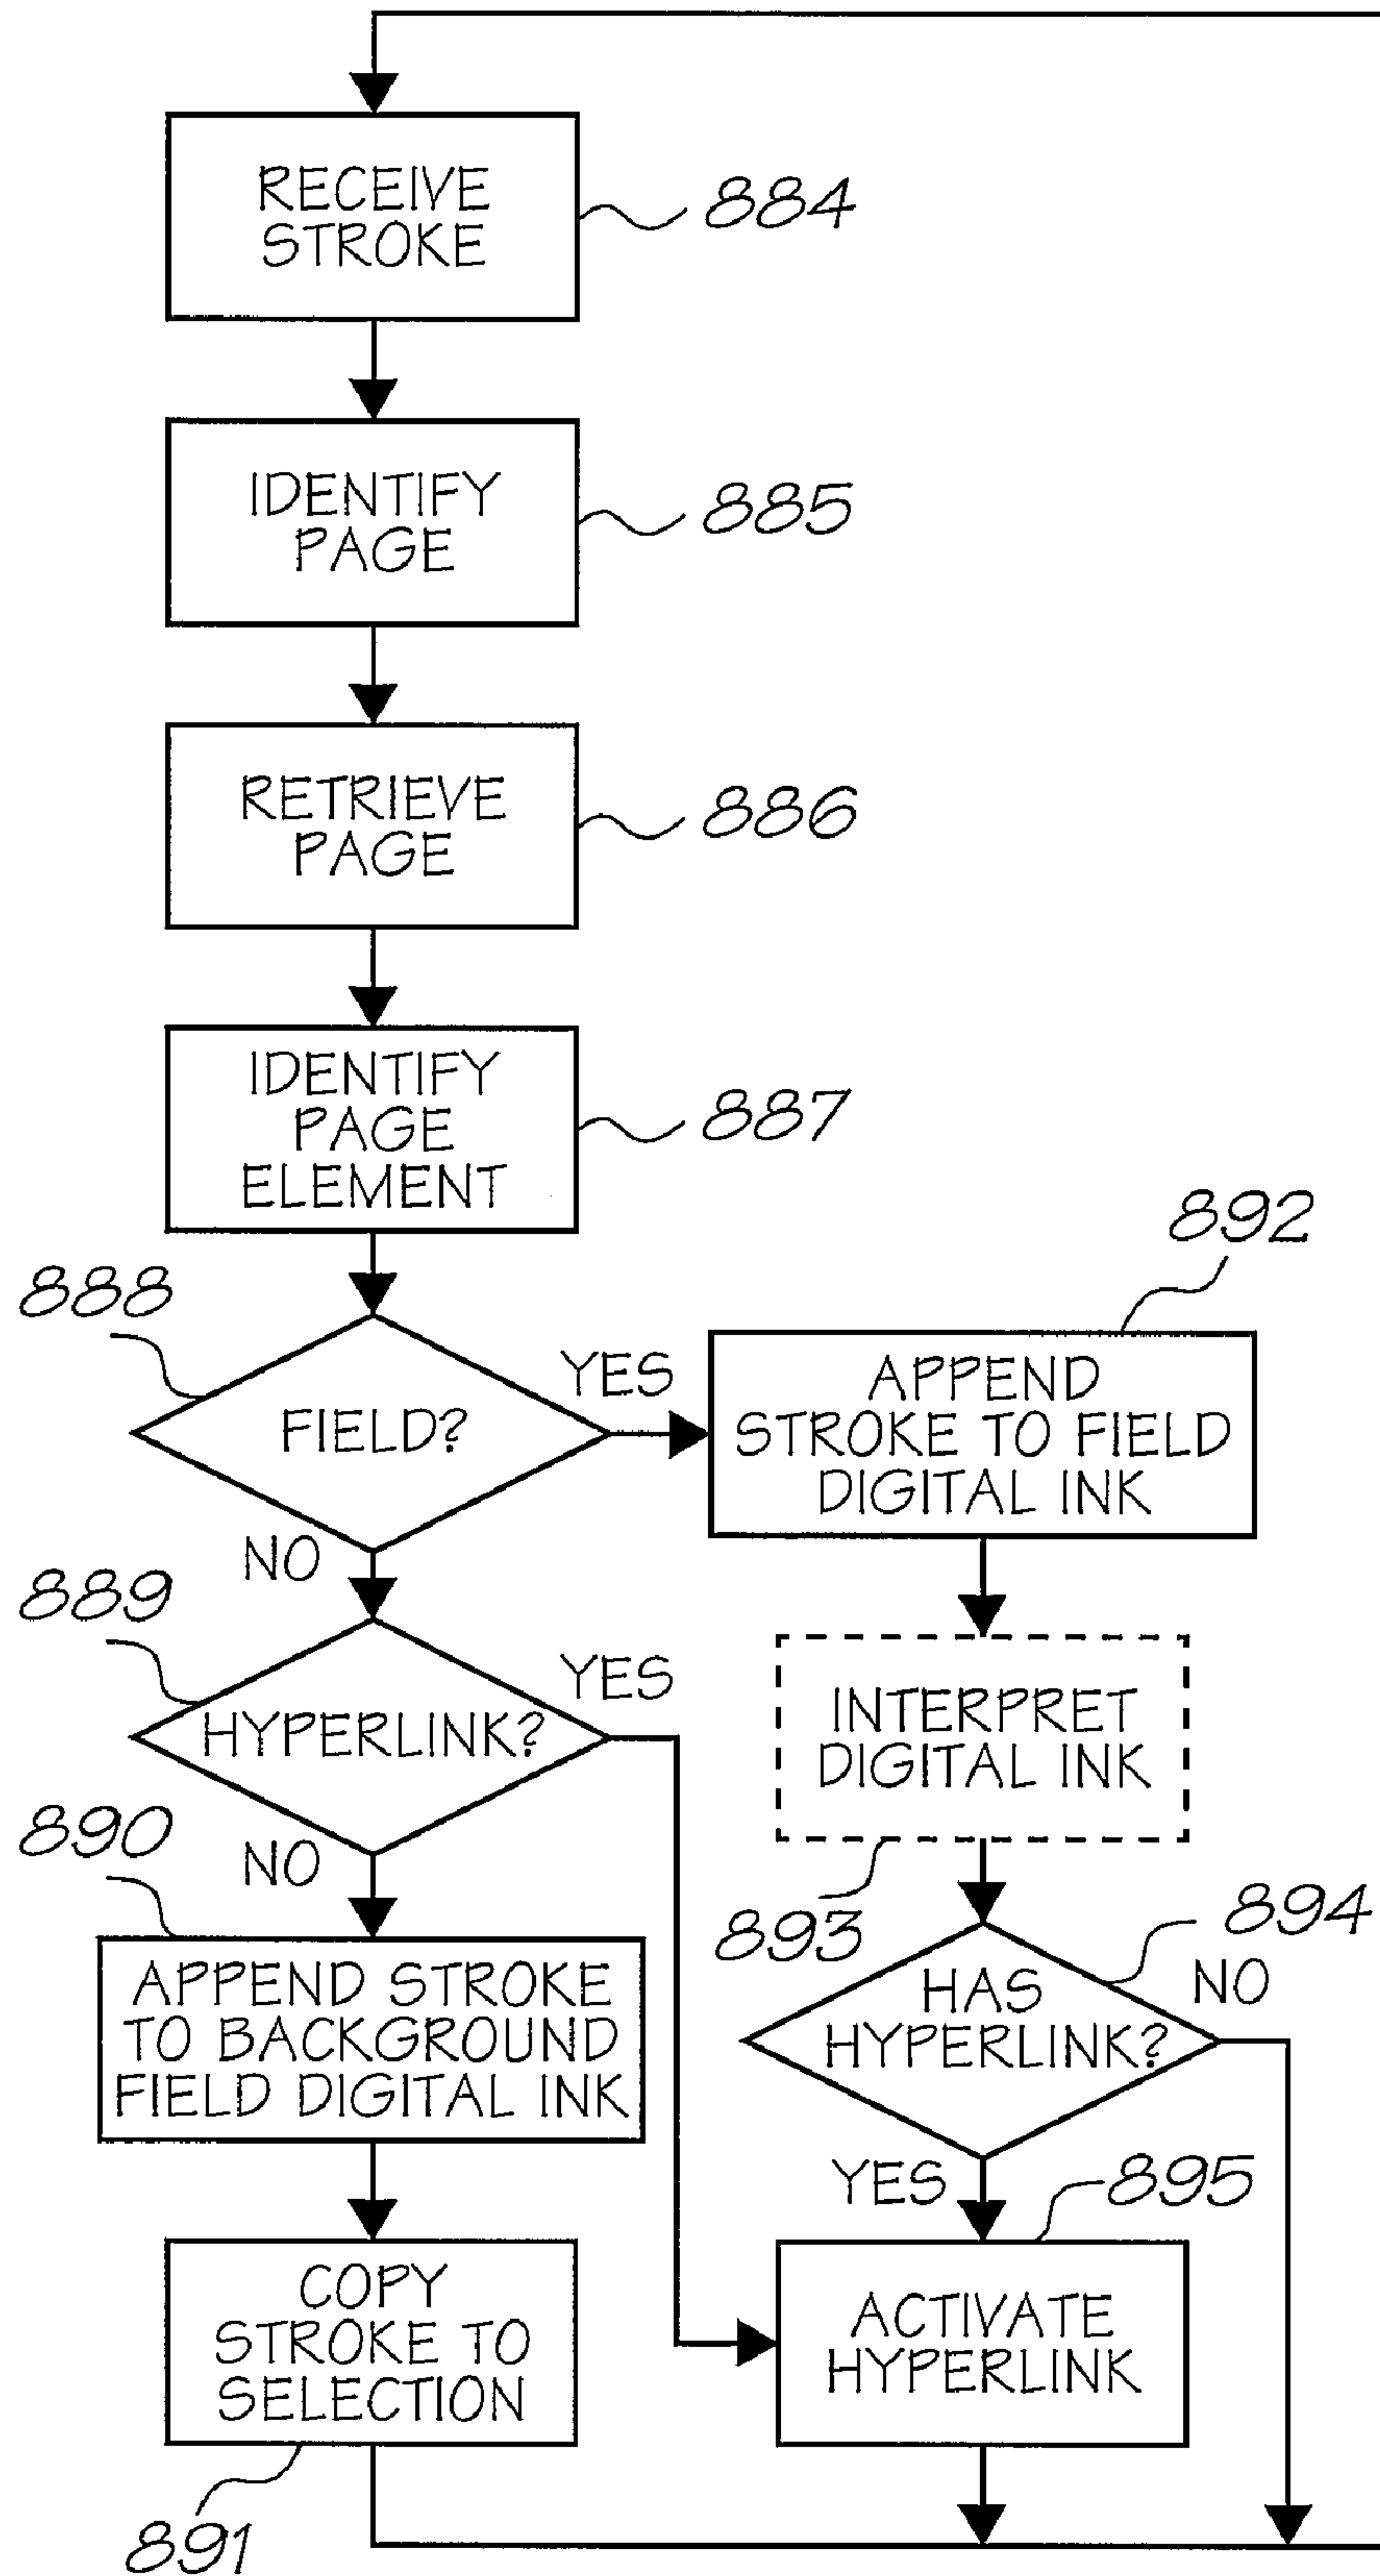 RECEIVE
STROKE
884
IDENTIFY
PAGE
885
RETRIEVE
PAGE
886
IDENTIFY
PAGE
ELEMENT
887
888
FIELD?
YES
NO
892
APPEND
STROKE TO FIELD
DIGITAL INK
889
HYPERLINK?
YES
NO
INTERPRET
DIGITAL INK
893
890
APPEND STROKE
TO BACKGROUND
FIELD DIGITAL INK
894
HAS
HYPERLINK?
NO
YES
895
COPY
STROKE TO
SELECTION
891
ACTIVATE
HYPERLINK